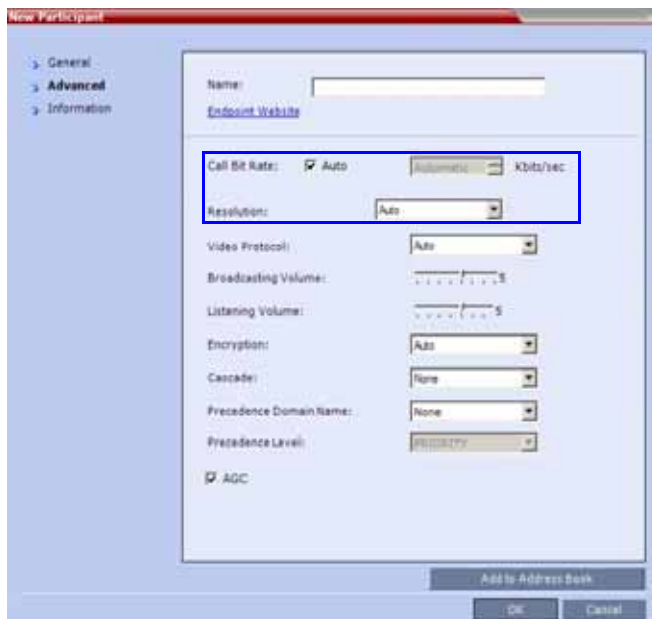 New Participant
General
Advanced
Information
Name:
Endpoint Website
Call Bit Rate: Auto Automatic Kbits/sec
Resolution: Auto
Video Protocol: Auto
Broadcasting Volume: 5
Listening Volume: 5
Encryption: Auto
Cascade: None
Precedence Domain Name: None
Precedence Level: PRIORITY
AGC
Add to Address Book
OK Cancel